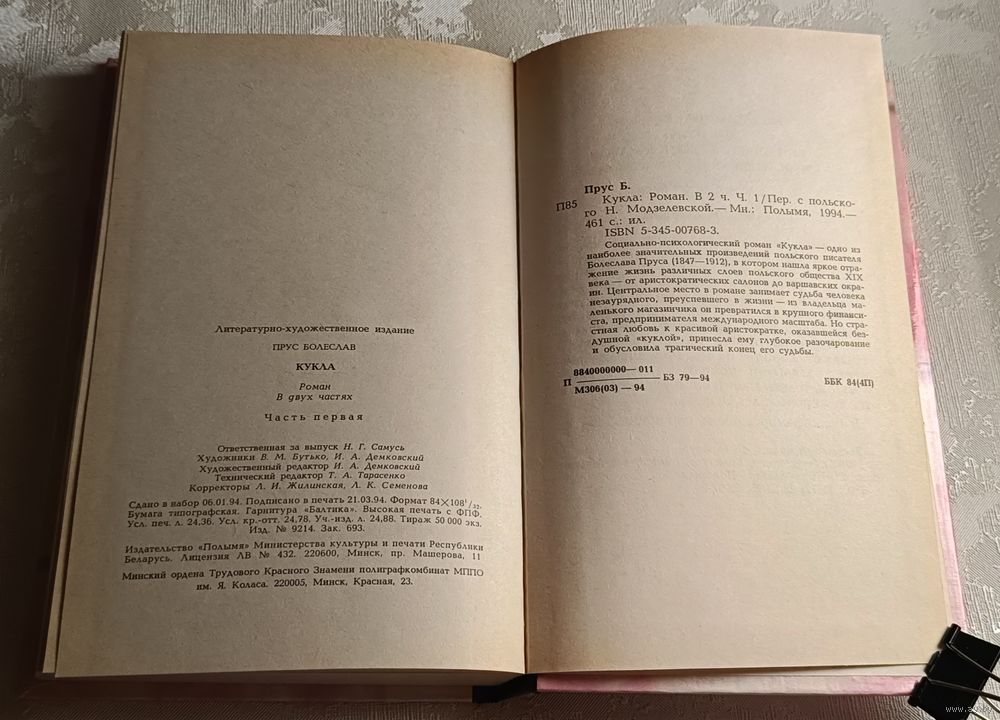 Литературно-художественное издание
ПРУС БОЛЕСЛАВ
КУКЛА
Роман
В двух частях
Часть первая
Ответственная за выпуск Н. Г. Самусь
Художники В. М. Бутько, И. А. Демковский
Художественный редактор И. А. Демковский
Технический редактор Т. А. Тарасенко
Корректоры Л. И. Жилинская, Л. К. Семенова
Сдано в набор 06.01.94. Подписано в печать 21.03.94. Формат 84×108¹/₃₂.
Бумага типографская. Гарнитура «Балтика». Высокая печать с ФПФ.
Усл. печ. л. 24,36. Усл. кр.-отт. 24,78. Уч.-изд. л. 24,88. Тираж 50 000 экз.
Изд. № 9214. Зак. 693.
Издательство «Полымя» Министерства культуры и печати Республики
Беларусь. Лицензия ЛВ № 432. 220600, Минск, пр. Машерова, 11
Минский ордена Трудового Красного Знамени полиграфкомбинат МППО
им. Я. Коласа. 220005, Минск, Красная, 23.
Прус Б.
П85 Кукла: Роман. В 2 ч. Ч. 1/Пер. с польско-
го Н. Модзелевской.— Мн.: Полымя, 1994.—
461 с.: ил.
ISBN 5-345-00768-3.
Социально-психологический роман «Кукла» — одно из
наиболее значительных произведений польского писателя
Болеслава Пруса (1847—1912), в котором нашла яркое отра-
жение жизнь различных слоев польского общества XIX
века — от аристократических салонов до варшавских окра-
ин. Центральное место в романе занимает судьба человека
незаурядного, преуспевшего в жизни — из владельца ма-
ленького магазинчика он превратился в крупного финанси-
ста, предпринимателя международного масштаба. Но стра-
стная любовь к красивой аристократке, оказавшейся без-
душной «куклой», принесла ему глубокое разочарование
и обусловила трагический конец его судьбы.
8840000000—011
П БЗ 79—94 ББК 84(4П)
М306(03) — 94